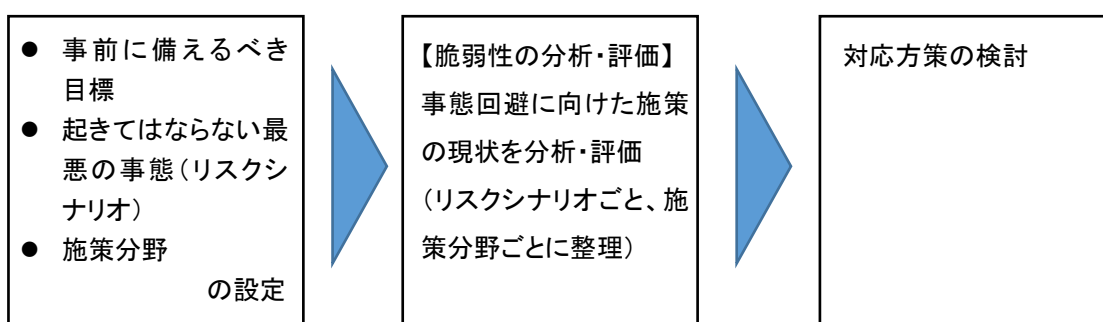 ● 事前に備えるべき
目標
● 起きてはならない最
悪の事態(リスクシ
ナリオ)
● 施策分野
の設定
【脆弱性の分析・評価】
事態回避に向けた施策
の現状を分析・評価
(リスクシナリオごと、施
策分野ごとに整理)
対応方策の検討